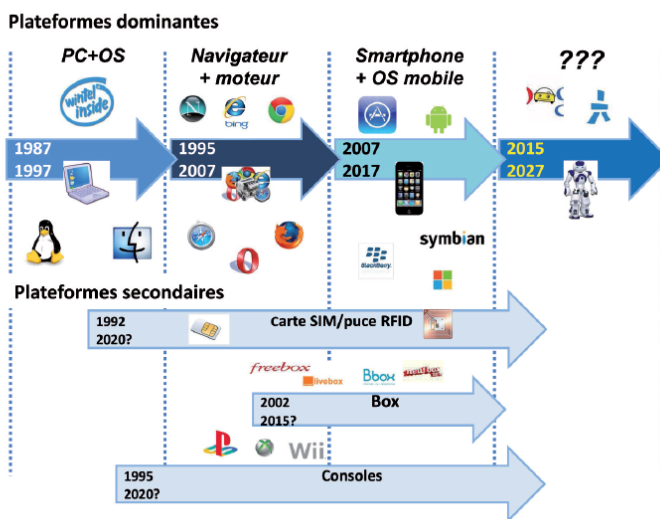 Plateformes dominantes
PC+OS
Navigateur
+ moteur
Smartphone
+ OS mobile
???
wintel
inside
bing
1987
1997
1995
2007
2007
2017
2015
2027
BlackBerry
symbian
Plateformes secondaires
1992
2020?
Carte SIM/puce RFID
freebox
livebox
Bbox
2002
2015?
Box
Wii
1995
2020?
Consoles